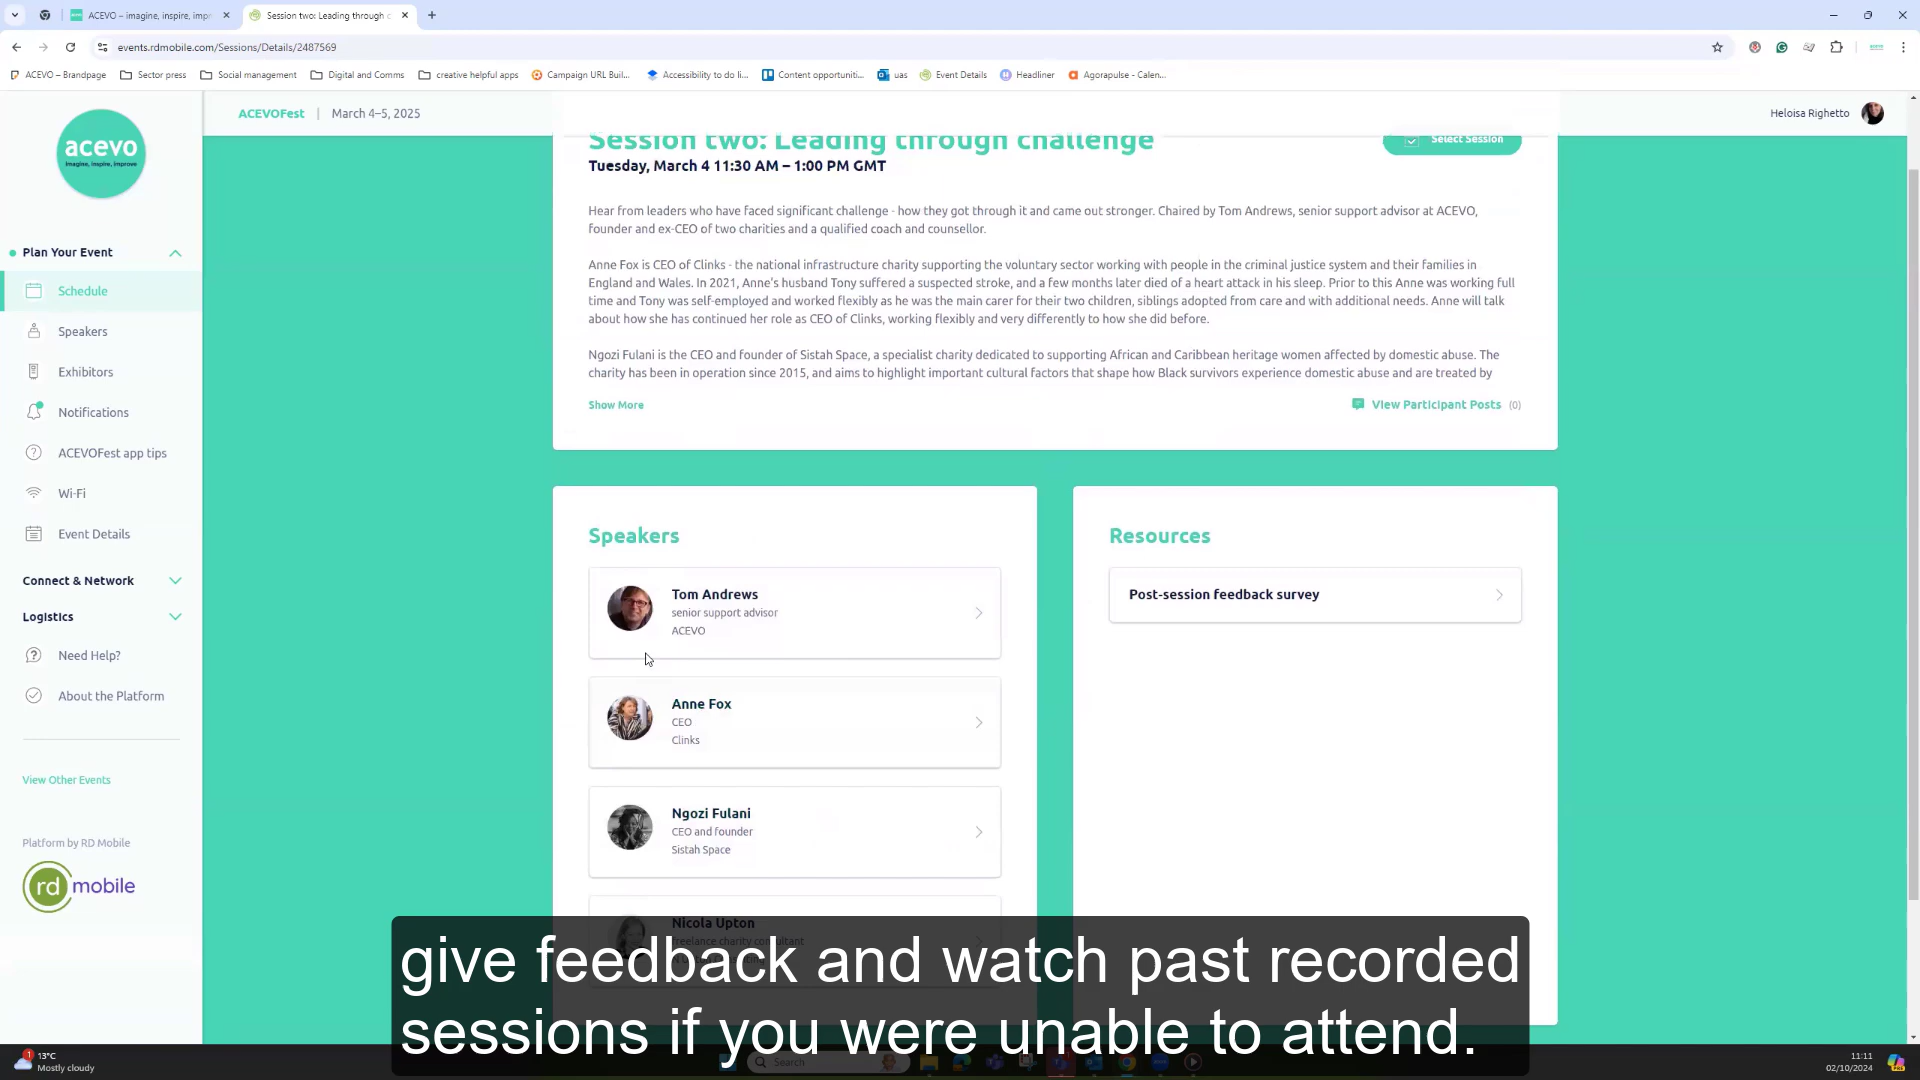 ACEVO – imagine, inspire, impr
Session two: Leading through c
events.rdmobile.com/Sessions/Details/2487569
ACEVO – Brandpage
Sector press
Social management
Digital and Comms
creative helpful apps
Campaign URL Buil...
Accessibility to do li...
Content opportuniti...
uas
Event Details
Headliner
Agorapulse - Calen...
acevo
imagine, inspire, improve
ACEVOFest | March 4–5, 2025
Heloisa Righetto
Plan Your Event
Schedule
Speakers
Exhibitors
Notifications
ACEVOFest app tips
Wi-Fi
Event Details
Connect & Network
Logistics
Need Help?
About the Platform
View Other Events
Platform by RD Mobile
rd mobile
Session two: Leading through challenge
Select Session
Tuesday, March 4 11:30 AM – 1:00 PM GMT
Hear from leaders who have faced significant challenge - how they got through it and came out stronger. Chaired by Tom Andrews, senior support advisor at ACEVO,
founder and ex-CEO of two charities and a qualified coach and counsellor.
Anne Fox is CEO of Clinks - the national infrastructure charity supporting the voluntary sector working with people in the criminal justice system and their families in
England and Wales. In 2021, Anne's husband Tony suffered a suspected stroke, and a few months later died of a heart attack in his sleep. Prior to this Anne was working full
time and Tony was self-employed and worked flexibly as he was the main carer for their two children, siblings adopted from care and with additional needs. Anne will talk
about how she has continued her role as CEO of Clinks, working flexibly and very differently to how she did before.
Ngozi Fulani is the CEO and founder of Sistah Space, a specialist charity dedicated to supporting African and Caribbean heritage women affected by domestic abuse. The
charity has been in operation since 2015, and aims to highlight important cultural factors that shape how Black survivors experience domestic abuse and are treated by
Show More
View Participant Posts (0)
Speakers
Tom Andrews
senior support advisor
ACEVO
Anne Fox
CEO
Clinks
Ngozi Fulani
CEO and founder
Sistah Space
Nicola Upton
freelance charity consultant
Resources
Post-session feedback survey
give feedback and watch past recorded
sessions if you were unable to attend.
1
13°C
Mostly cloudy
Search
11:11
02/10/2024